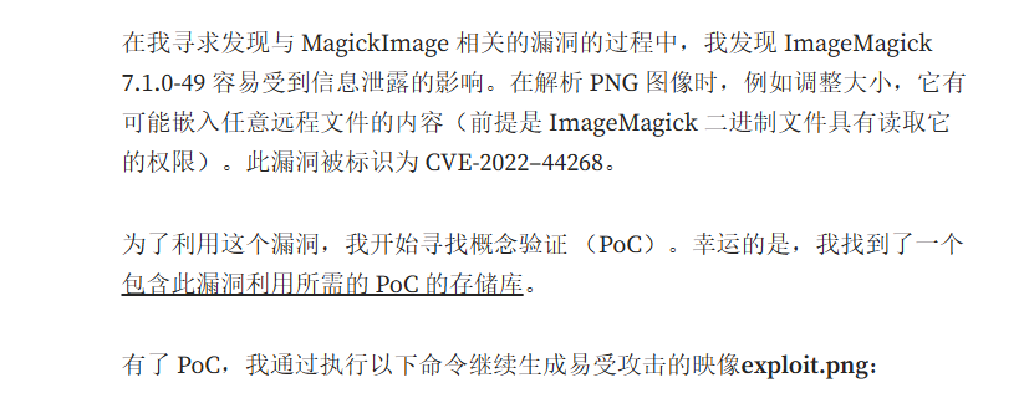 在我寻求发现与 MagickImage 相关的漏洞的过程中，我发现 ImageMagick
7.1.0-49 容易受到信息泄露的影响。在解析 PNG 图像时，例如调整大小，它有
可能嵌入任意远程文件的内容（前提是 ImageMagick 二进制文件具有读取它
的权限）。此漏洞被标识为 CVE-2022–44268。
为了利用这个漏洞，我开始寻找概念验证 （PoC）。幸运的是，我找到了一个
包含此漏洞利用所需的 PoC 的存储库。
有了 PoC，我通过执行以下命令继续生成易受攻击的映像exploit.png：